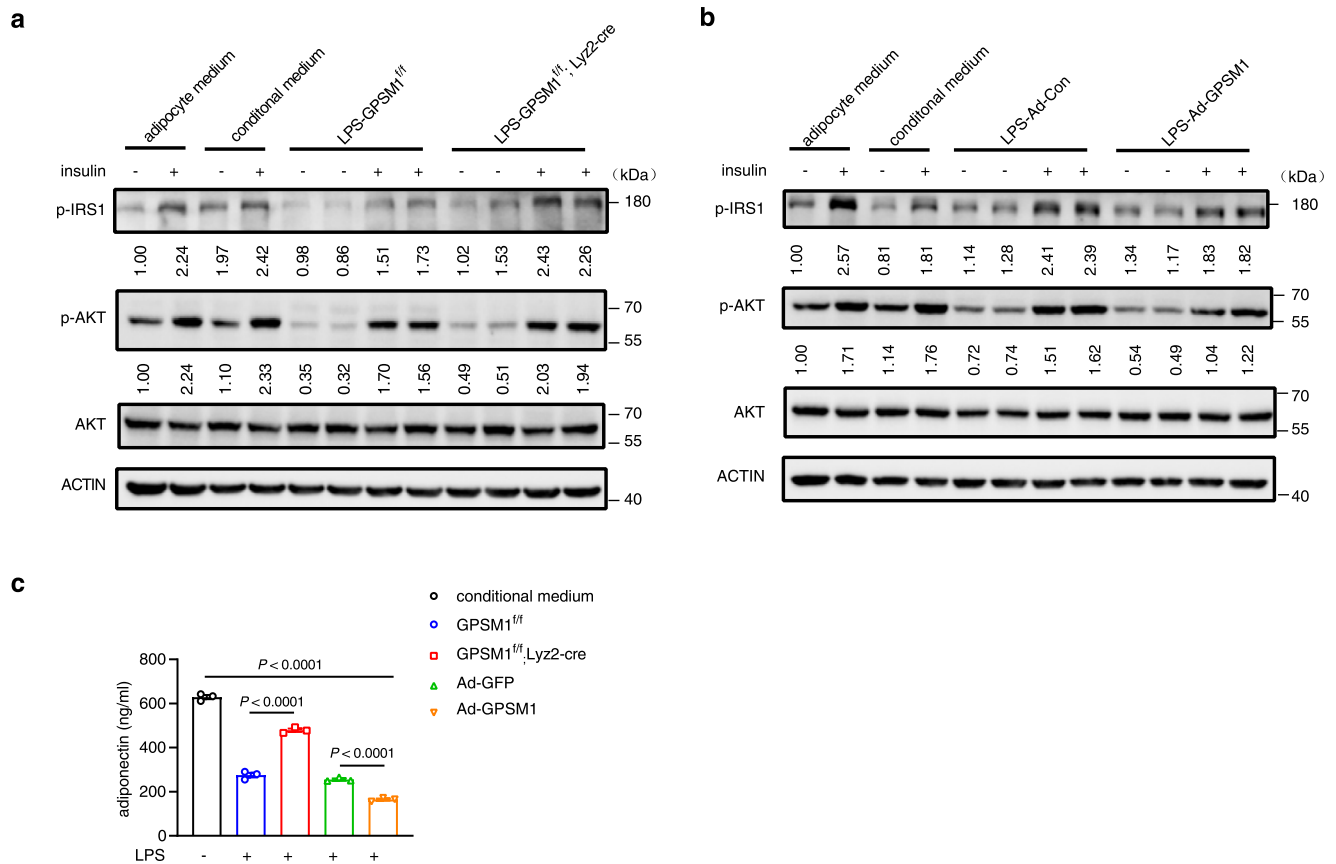 a
adipocyte medium
conditonal medium
LPS-GPSM1f/f
LPS-GPSM1f/f; Lyz2-cre
insulin - + - + - - + + - - + + (kDa)
p-IRS1 180
1.00 2.24 1.97 2.42 0.98 0.86 1.51 1.73 1.02 1.53 2.43 2.26
p-AKT 70
55
1.00 2.24 1.10 2.33 0.35 0.32 1.70 1.56 0.49 0.51 2.03 1.94
AKT 70
55
ACTIN 40
b
adipocyte medium
conditonal medium
LPS-Ad-Con
LPS-Ad-GPSM1
insulin - + - + - - + + - - + + (kDa)
p-IRS1 180
1.00 2.57 0.81 1.81 1.14 1.28 2.41 2.39 1.34 1.17 1.83 1.82
p-AKT 70
55
1.00 1.71 1.14 1.76 0.72 0.74 1.51 1.62 0.54 0.49 1.04 1.22
AKT 70
55
ACTIN 40
c
conditional medium
GPSM1f/f
GPSM1f/f;Lyz2-cre
Ad-GFP
Ad-GPSM1
adiponectin (ng/ml)
800
600
400
200
0
P < 0.0001
P < 0.0001
P < 0.0001
LPS - + + + +